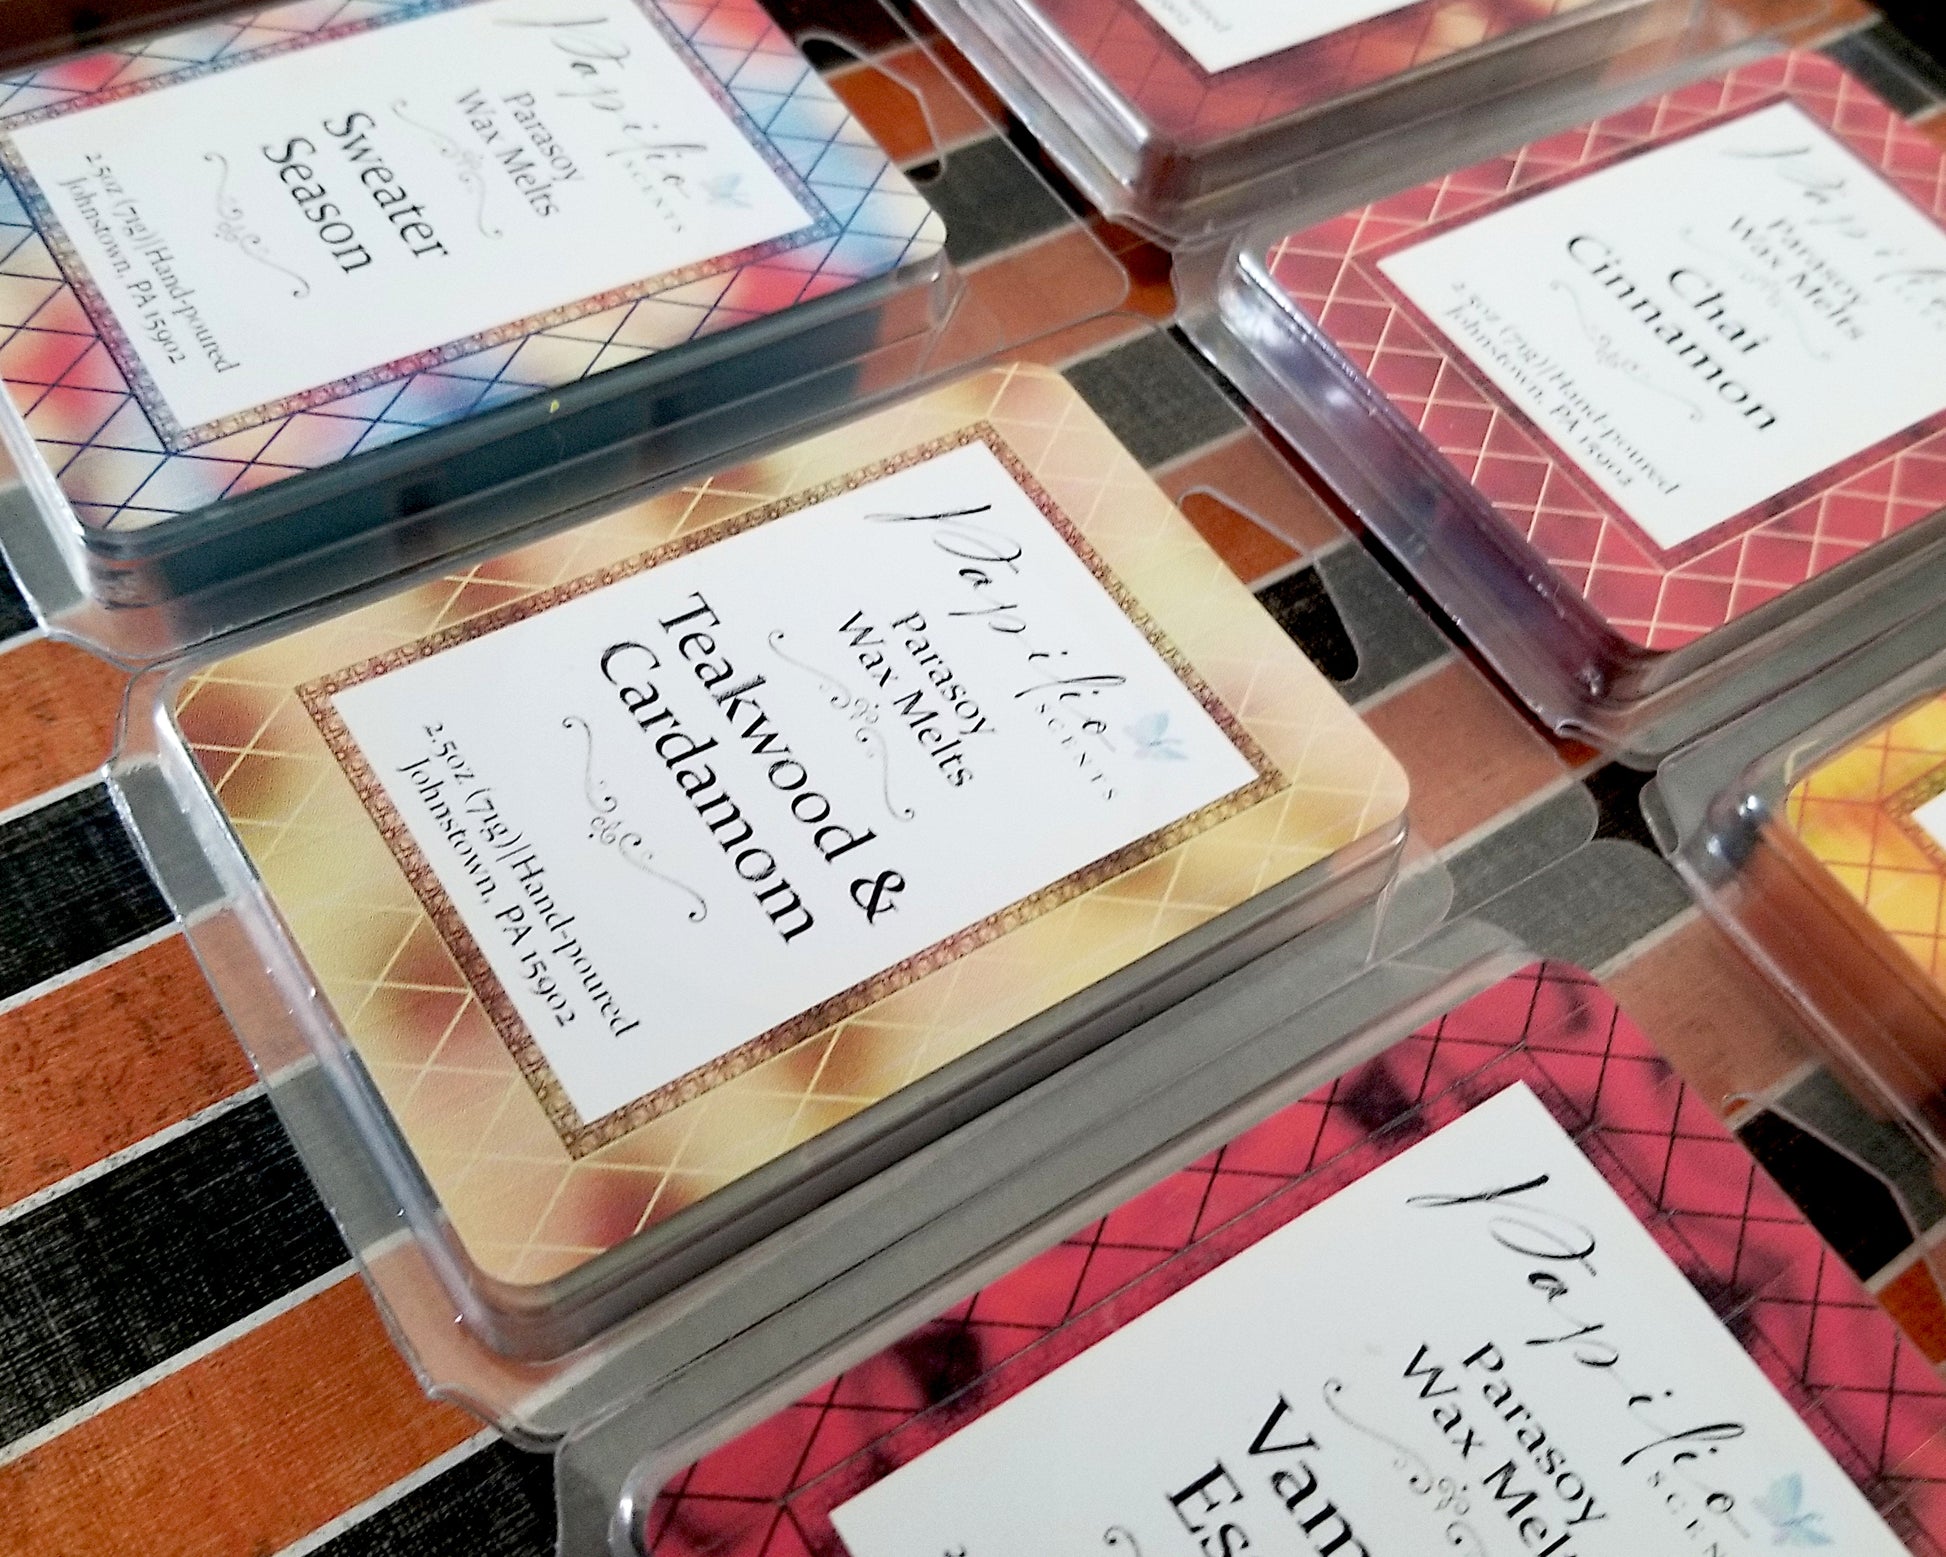 Papilio
SCENTS
Parasoy
Wax Melts
Sweater
Season
2.5oz (71g)|Hand-poured
Johnstown, PA 15902
Papilio
Parasoy
Wax Melts
Chai
Cinnamon
2.5oz (71g)|Hand-poured
Johnstown, PA 15902
Papilio
SCENTS
Parasoy
Wax Melts
Teakwood &
Cardamom
2.5oz (71g)|Hand-poured
Johnstown, PA 15902
Papilio
Parasoy
Wax